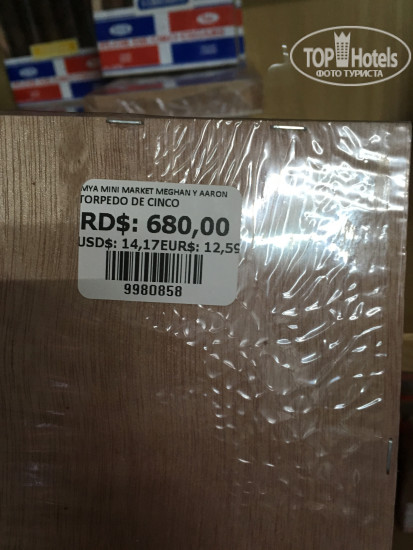 TOP Hotels
ФОТО ТУРИСТА
MYA MINI MARKET MEGHAN Y AARON
TORPEDO DE CINCO
RD$: 680,00
USD$: 14,17EUR$: 12,59
9980858